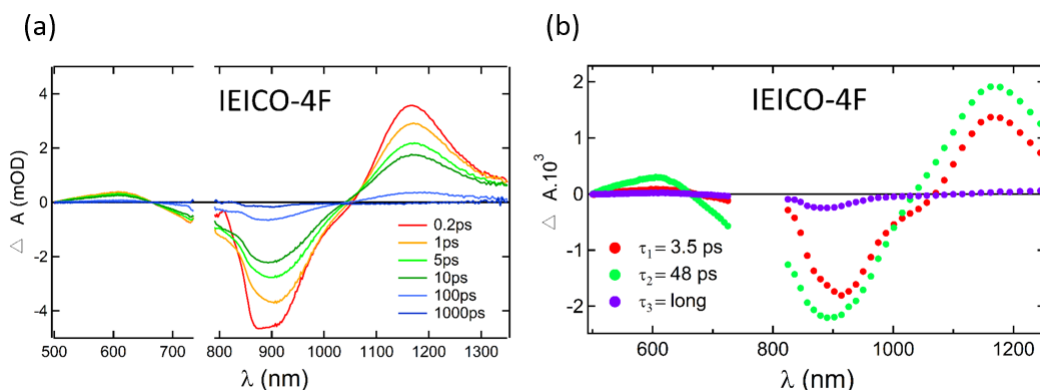 (a)
(b)
IEICO-4F
4
2
0
-2
-4
△ A (mOD)
0.2ps
1ps
5ps
10ps
100ps
1000ps
500 600 700 800 900 1000 1100 1200 1300
λ (nm)
IEICO-4F
2
1
0
-1
-2
△ A.10³
τ₁= 3.5 ps
τ₂= 48 ps
τ₃= long
600 800 1000 1200
λ (nm)